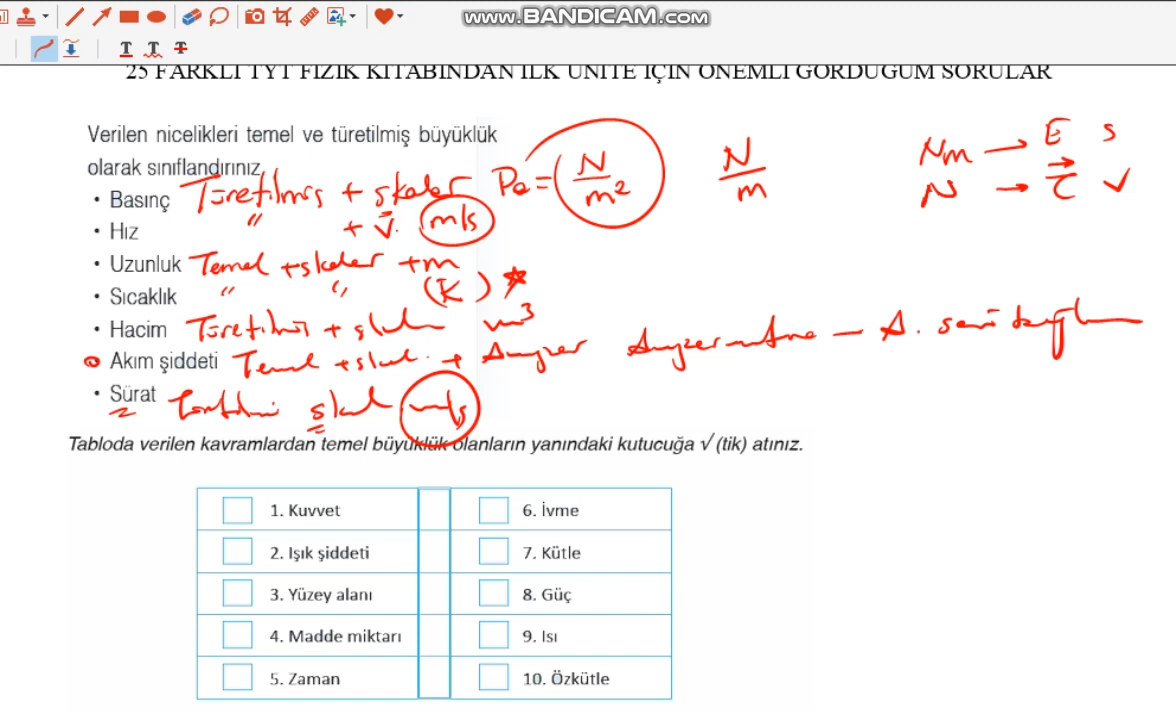 www.BANDICAM.com
25 FARKLI TYT FİZİK KİTABINDAN İLK ÜNİTE İÇİN ÖNEMLİ GÖRDÜĞÜM SORULAR
Verilen nicelikleri temel ve türetilmiş büyüklük
olarak sınıflandırınız.
• Basınç Türetilmiş + skaler Pa = N/m² N/m
Nm → E S
N → τ V
• Hız " + V. m/s
• Uzunluk Temel + skaler + m
• Sıcaklık " " (K)
• Hacim Türetilmiş + skaler m³
• Akım şiddeti Temel + skal. + Amper Ampermetre
• Sürat m/s
Tabloda verilen kavramlardan temel büyüklük olanların yanındaki kutucuğa √ (tik) atınız.
1. Kuvvet
6. İvme
2. Işık şiddeti
7. Kütle
3. Yüzey alanı
8. Güç
4. Madde miktarı
9. Isı
5. Zaman
10. Özkütle